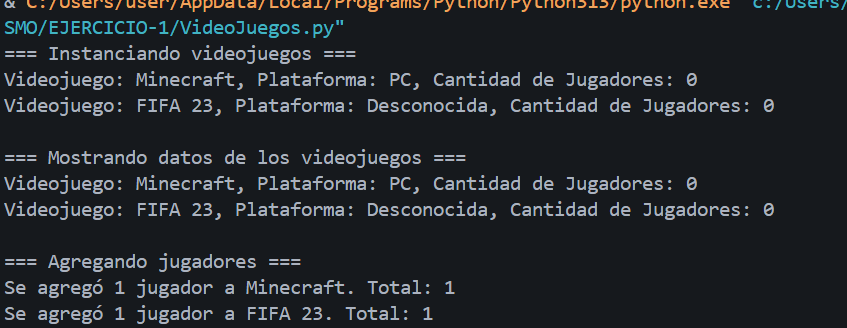 & C:/Users/user/AppData/Local/Programs/Python/Python313/python.exe "c:/Users/
SMO/EJERCICIO-1/VideoJuegos.py"
=== Instanciando videojuegos ===
Videojuego: Minecraft, Plataforma: PC, Cantidad de Jugadores: 0
Videojuego: FIFA 23, Plataforma: Desconocida, Cantidad de Jugadores: 0

=== Mostrando datos de los videojuegos ===
Videojuego: Minecraft, Plataforma: PC, Cantidad de Jugadores: 0
Videojuego: FIFA 23, Plataforma: Desconocida, Cantidad de Jugadores: 0

=== Agregando jugadores ===
Se agregó 1 jugador a Minecraft. Total: 1
Se agregó 1 jugador a FIFA 23. Total: 1